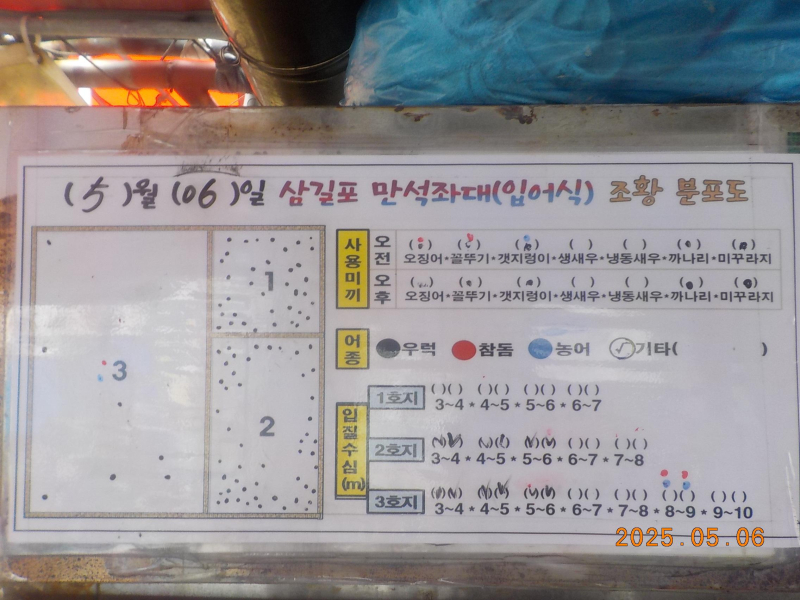 ( 5 )월 (06 )일 삼길포 만석좌대(입어식) 조황 분포도
1
2
3
사용미끼
오전
( ) ( ) ( ) ( ) ( ) ( ) ( )
오징어•꼴뚜기•갯지렁이•생새우•냉동새우•까나리•미꾸라지
오후
( ) ( ) ( ) ( ) ( ) ( ) ( )
오징어•꼴뚜기•갯지렁이•생새우•냉동새우•까나리•미꾸라지
어종 우럭 참돔 농어 기타( )
입질수심(m)
1호지
( )( ) ( )( ) ( )( ) ( )( )
3~4 * 4~5 * 5~6 * 6~7
2호지
( )( ) ( )( ) ( )( ) ( )( ) ( )( )
3~4 * 4~5 * 5~6 * 6~7 * 7~8
3호지
( )( ) ( )( ) ( )( ) ( )( ) ( )( ) ( )( ) ( )( )
3~4 * 4~5 * 5~6 * 6~7 * 7~8 * 8~9 * 9~10
2025.05.06